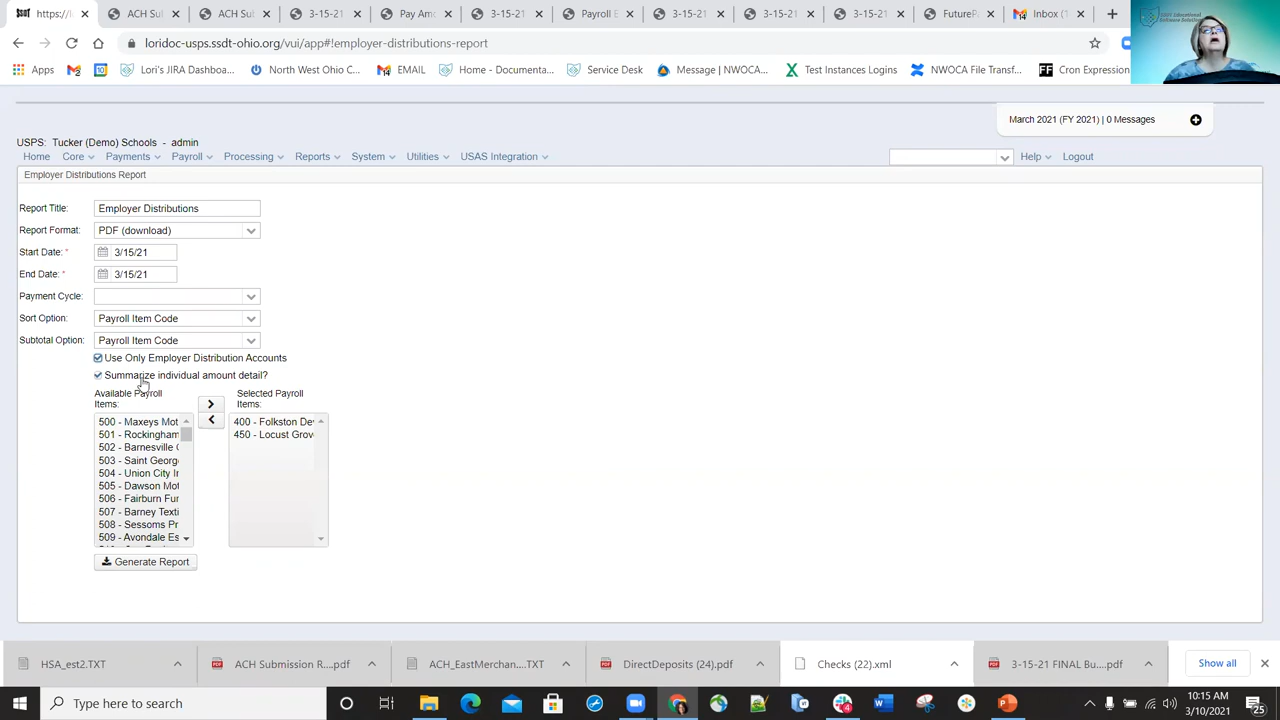 https://l
ACH Su
ACH Su
3-15-21
Pay Am
3-15-21
Payroll E
3-15-21
3-15-21
3-15-21
FutureP
Inbox (1
loridoc-usps.ssdt-ohio.org/vui/app#!employer-distributions-report
Apps
Lori's JIRA Dashboa...
North West Ohio C...
EMAIL
Home - Documenta...
Service Desk
Message | NWOCA...
Test Instances Logins
NWOCA File Transf...
Cron Expression
March 2021 (FY 2021) | 0 Messages
USPS: Tucker (Demo) Schools - admin
Home Core Payments Payroll Processing Reports System Utilities USAS Integration Help Logout
Employer Distributions Report
Report Title: Employer Distributions
Report Format: PDF (download)
Start Date: * 3/15/21
End Date: * 3/15/21
Payment Cycle:
Sort Option: Payroll Item Code
Subtotal Option: Payroll Item Code
Use Only Employer Distribution Accounts
Summarize individual amount detail?
Available Payroll Items:
Selected Payroll Items:
500 - Maxeys Mot
501 - Rockingham
502 - Barnesville C
503 - Saint George
504 - Union City In
505 - Dawson Mot
506 - Fairburn Fur
507 - Barney Texti
508 - Sessoms Pr
509 - Avondale Es
400 - Folkston De
450 - Locust Grov
Generate Report
HSA_est2.TXT
ACH Submission R....pdf
ACH_EastMerchan....TXT
DirectDeposits (24).pdf
Checks (22).xml
3-15-21 FINAL Bu....pdf
Show all
Type here to search
10:15 AM
3/10/2021
25